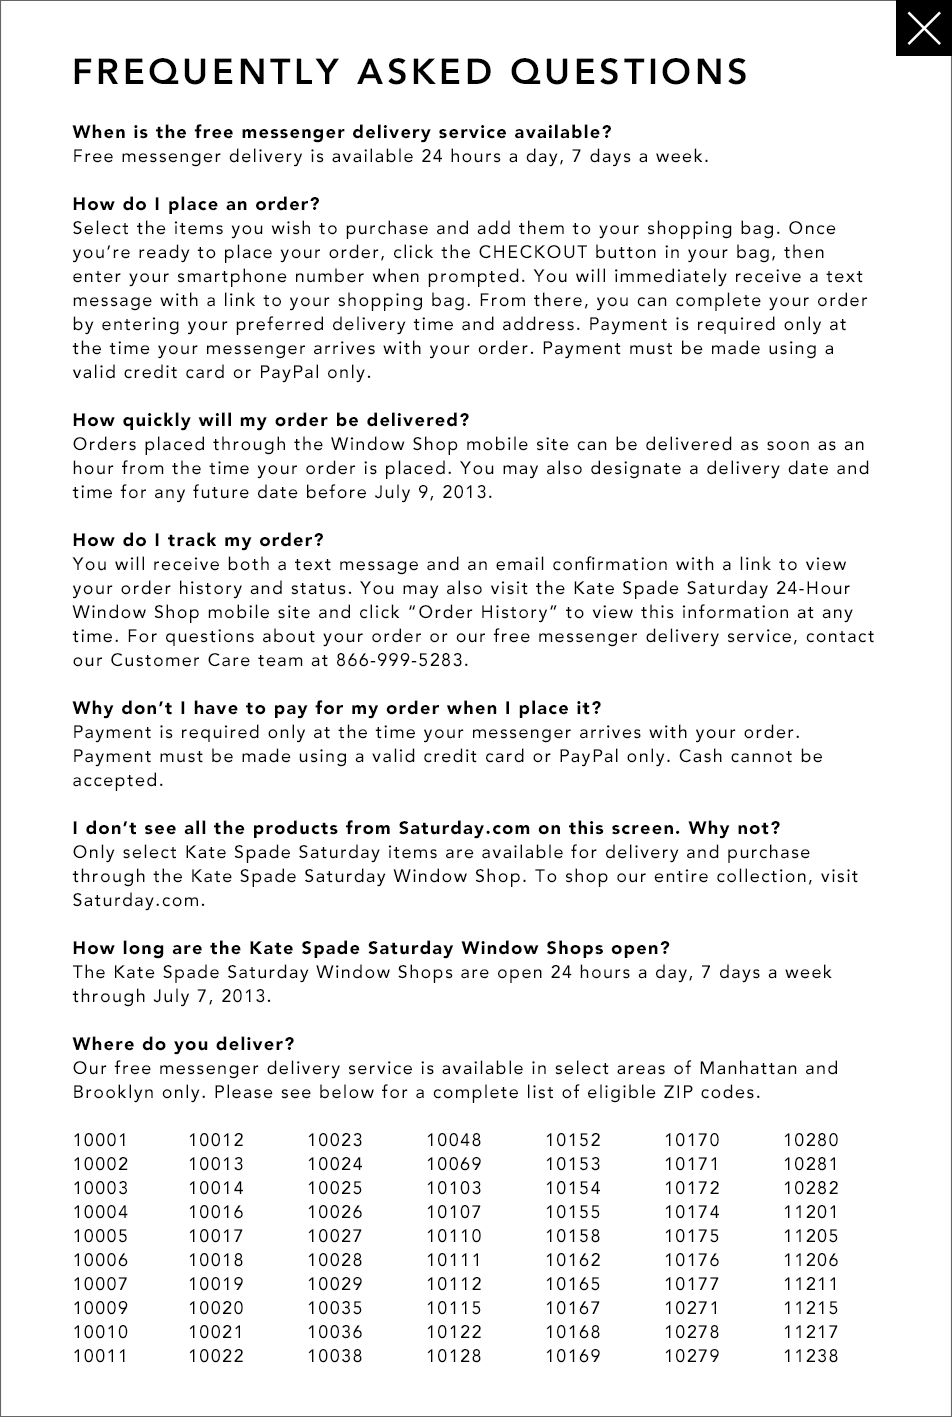 FREQUENTLY ASKED QUESTIONS
When is the free messenger delivery service available?
Free messenger delivery is available 24 hours a day, 7 days a week.
How do I place an order?
Select the items you wish to purchase and add them to your shopping bag. Once
you’re ready to place your order, click the CHECKOUT button in your bag, then
enter your smartphone number when prompted. You will immediately receive a text
message with a link to your shopping bag. From there, you can complete your order
by entering your preferred delivery time and address. Payment is required only at
the time your messenger arrives with your order. Payment must be made using a
valid credit card or PayPal only.
How quickly will my order be delivered?
Orders placed through the Window Shop mobile site can be delivered as soon as an
hour from the time your order is placed. You may also designate a delivery date and
time for any future date before July 9, 2013.
How do I track my order?
You will receive both a text message and an email confirmation with a link to view
your order history and status. You may also visit the Kate Spade Saturday 24-Hour
Window Shop mobile site and click “Order History” to view this information at any
time. For questions about your order or our free messenger delivery service, contact
our Customer Care team at 866-999-5283.
Why don’t I have to pay for my order when I place it?
Payment is required only at the time your messenger arrives with your order.
Payment must be made using a valid credit card or PayPal only. Cash cannot be
accepted.
I don’t see all the products from Saturday.com on this screen. Why not?
Only select Kate Spade Saturday items are available for delivery and purchase
through the Kate Spade Saturday Window Shop. To shop our entire collection, visit
Saturday.com.
How long are the Kate Spade Saturday Window Shops open?
The Kate Spade Saturday Window Shops are open 24 hours a day, 7 days a week
through July 7, 2013.
Where do you deliver?
Our free messenger delivery service is available in select areas of Manhattan and
Brooklyn only. Please see below for a complete list of eligible ZIP codes.
10001 10012 10023 10048 10152 10170 10280
10002 10013 10024 10069 10153 10171 10281
10003 10014 10025 10103 10154 10172 10282
10004 10016 10026 10107 10155 10174 11201
10005 10017 10027 10110 10158 10175 11205
10006 10018 10028 10111 10162 10176 11206
10007 10019 10029 10112 10165 10177 11211
10009 10020 10035 10115 10167 10271 11215
10010 10021 10036 10122 10168 10278 11217
10011 10022 10038 10128 10169 10279 11238